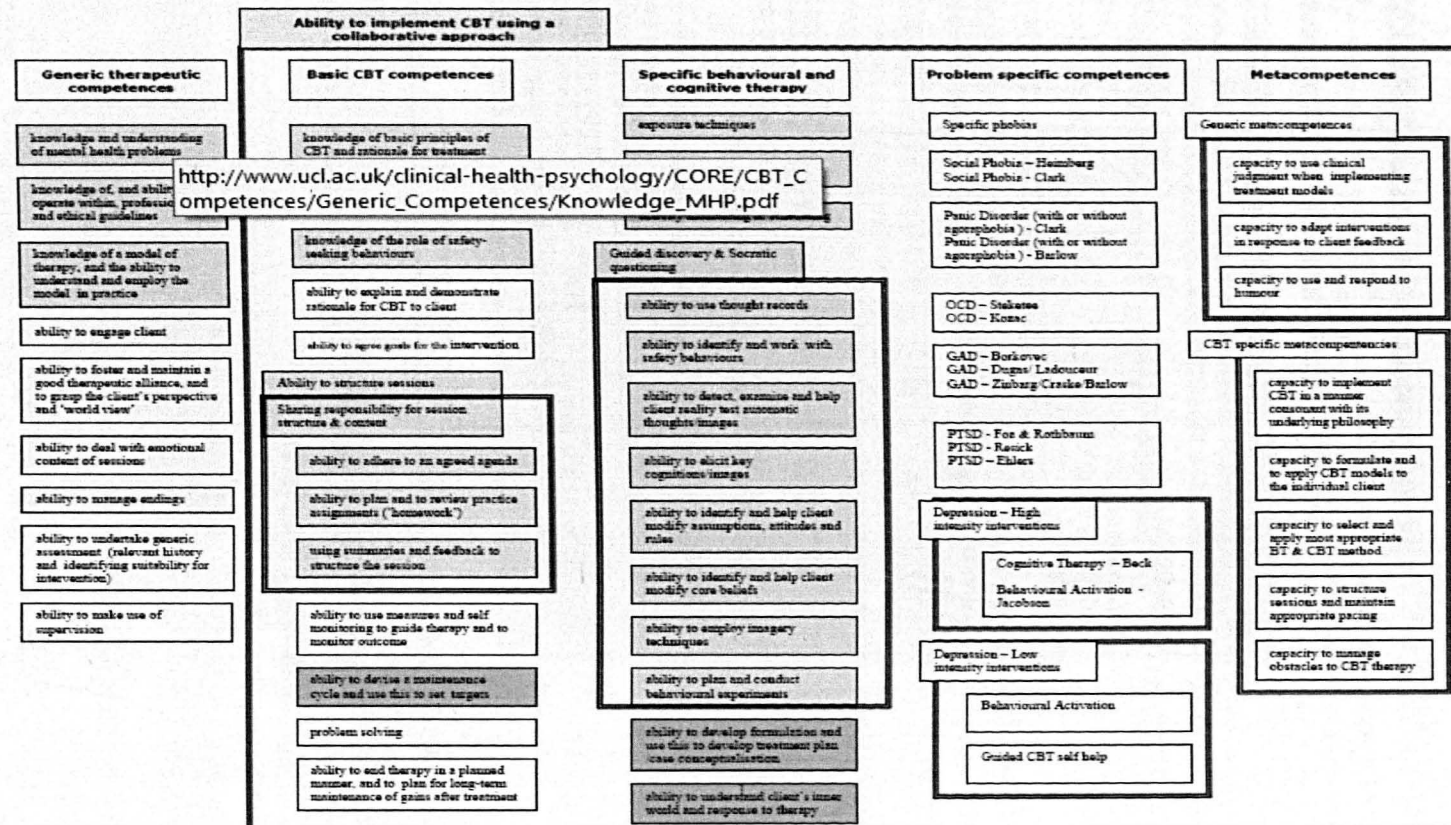 Ability to implement CBT using a
collaborative approach
Generic therapeutic
competences
knowledge and understanding
of mental health problems
knowledge of, and ability
operate within, professio
and ethical guidelines
knowledge of a model of
therapy, and the ability to
understand and employ the
model in practice
ability to engage client
ability to foster and maintain a
good therapeutic alliance, and
to grasp the client's perspective
and 'world view'
ability to deal with emotional
content of sessions
ability to manage endings
ability to undertake generic
assessment (relevant history
and identifying suitability for
intervention)
ability to make use of
supervision
Basic CBT competences
knowledge of basic principles of
CBT and rationale for treatment
http://www.ucl.ac.uk/clinical-health-psychology/CORE/CBT_C
ompetences/Generic_Competences/Knowledge_MHP.pdf
knowledge of the role of safety-
seeking behaviours
ability to explain and demonstrate
rationale for CBT to client
ability to agree goals for the intervention
Ability to structure sessions
Sharing responsibility for session
structure & content
ability to adhere to an agreed agenda
ability to plan and to review practice
assignments ("homework")
using summaries and feedback to
structure the session
ability to use measures and self
monitoring to guide therapy and to
monitor outcome
ability to devise a maintenance
cycle and use this to set targets
problem solving
ability to end therapy in a planned
manner, and to plan for long-term
maintenance of gains after treatment
Specific behavioural and
cognitive therapy
exposure techniques
Guided discovery & Socratic
questioning
ability to use thought records
ability to identify and work with
safety behaviours
ability to detect, examine and help
client reality test automatic
thoughts/images
ability to elicit key
cognitions/images
ability to identify and help client
modify assumptions, attitudes and
rules
ability to identify and help client
modify core beliefs
ability to employ imagery
techniques
ability to plan and conduct
behavioural experiments
ability to develop formulation and
use this to develop treatment plan
/case conceptualisation
ability to understand client's inner
world and response to therapy
Problem specific competences
Specific phobias
Social Phobia – Heimberg
Social Phobia - Clark
Panic Disorder (with or without
agoraphobia ) - Clark
Panic Disorder (with or without
agoraphobia ) - Barlow
OCD – Steketee
OCD – Kozac
GAD – Borkovec
GAD – Dugas/ Ladouceur
GAD – Zinbarg/Craske/Barlow
PTSD - Foa & Rothbaum
PTSD - Resick
PTSD – Ehlers
Depression – High
intensity interventions
Cognitive Therapy – Beck
Behavioural Activation -
Jacobson
Depression – Low
intensity interventions
Behavioural Activation
Guided CBT self help
Metacompetences
Generic metacompetences
capacity to use clinical
judgment when implementing
treatment models
capacity to adapt interventions
in response to client feedback
capacity to use and respond to
humour
CBT specific metacompetencies
capacity to implement
CBT in a manner
consonant with its
underlying philosophy
capacity to formulate and
to apply CBT models to
the individual client
capacity to select and
apply most appropriate
BT & CBT method
capacity to structure
sessions and maintain
appropriate pacing
capacity to manage
obstacles to CBT therapy